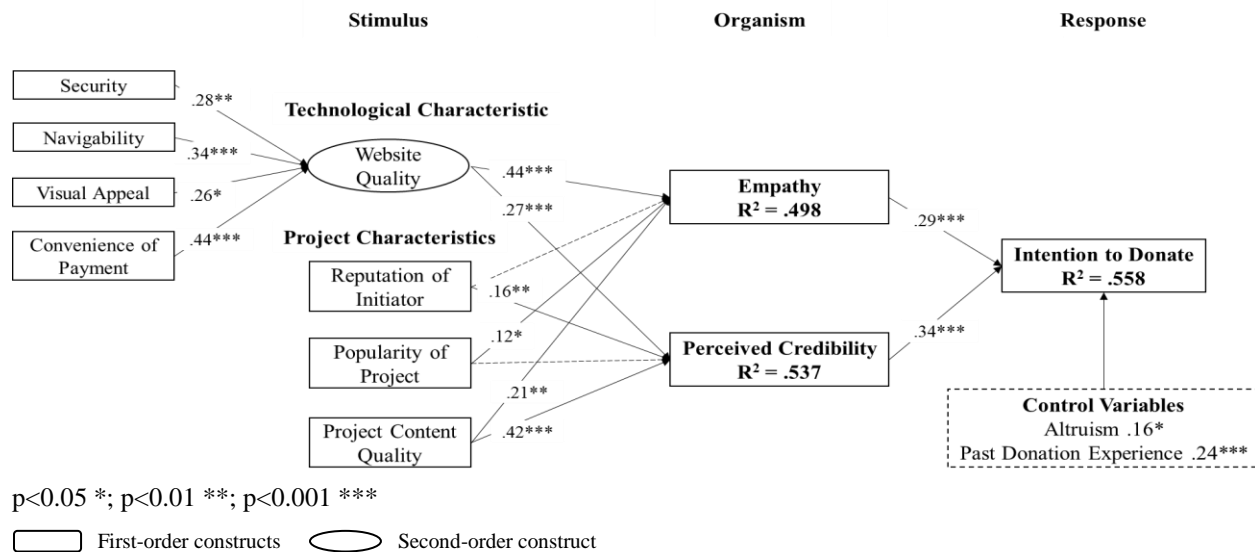 Stimulus
Organism
Response
Security
.28**
Navigability
.34***
Visual Appeal
.26*
Convenience of
Payment
.44***
Technological Characteristic
Website
Quality
.44***
.27***
Project Characteristics
Reputation of
Initiator
.16**
Popularity of
Project
.12*
Project Content
Quality
.21**
.42***
Empathy
R² = .498
Perceived Credibility
R² = .537
.29***
.34***
Intention to Donate
R² = .558
Control Variables
Altruism .16*
Past Donation Experience .24***
p<0.05 *; p<0.01 **; p<0.001 ***
First-order constructs
Second-order construct